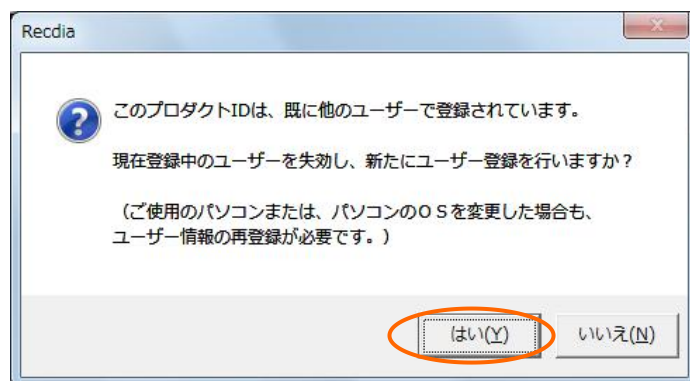 Recdia
このプロダクトIDは、既に他のユーザーで登録されています。
現在登録中のユーザーを失効し、新たにユーザー登録を行いますか？
（ご使用のパソコンまたは、パソコンのＯＳを変更した場合も、
ユーザー情報の再登録が必要です。）
はい(Y) いいえ(N)